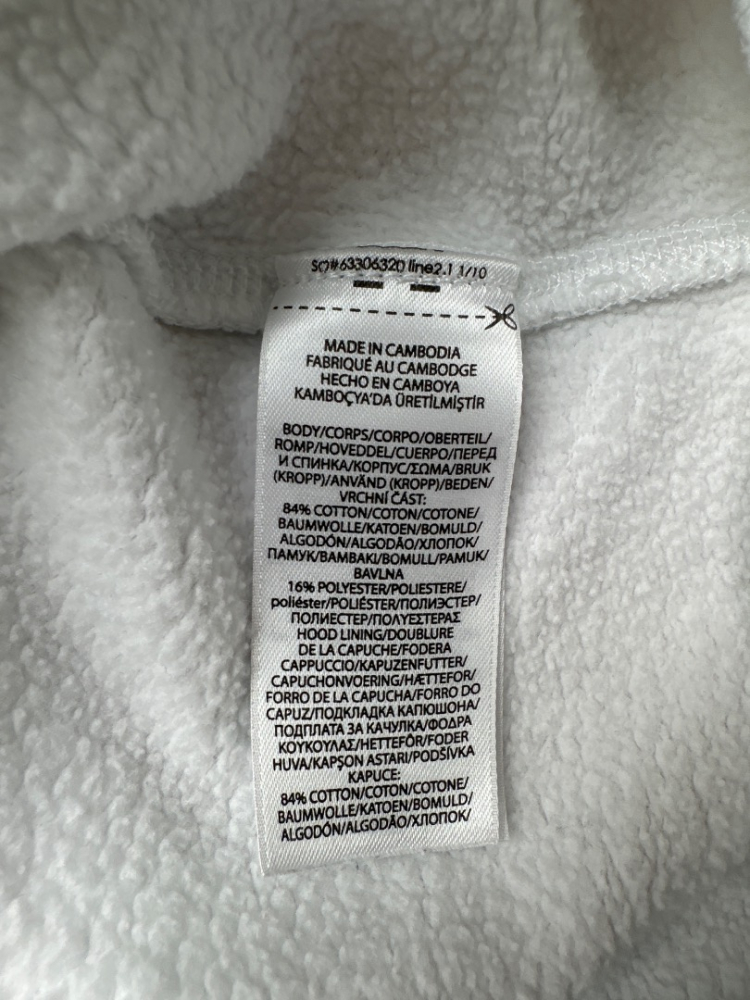 SO#63306320 line2.1 1/10
MADE IN CAMBODIA
FABRIQUÉ AU CAMBODGE
HECHO EN CAMBOYA
KAMBOÇYA'DA ÜRETİLMİŞTİR
BODY/CORPS/CORPO/OBERTEIL/
ROMP/HOVEDDEL/CUERPO/ПЕРЕД
И СПИНКА/КОРПУС/ΣΩΜΑ/BRUK
(KROPP)/ANVÄND (KROPP)/BEDEN/
VRCHNÍ ČÁST:
84% COTTON/COTON/COTONE/
BAUMWOLLE/KATOEN/BOMULD/
ALGODÓN/ALGODÃO/ХЛОПОК/
ПАМУК/ΒΑΜΒΑΚΙ/BOMULL/PAMUK/
BAVLNA
16% POLYESTER/POLIESTERE/
poliéster/POLIÉSTER/ПОЛИЭСТЕР/
ПОЛИЕСТЕР/ΠΟΛΥΕΣΤΕΡΑΣ
HOOD LINING/DOUBLURE
DE LA CAPUCHE/FODERA
CAPPUCCIO/KAPUZENFUTTER/
CAPUCHONVOERING/HÆTTEFOR/
FORRO DE LA CAPUCHA/FORRO DO
CAPUZ/ПОДКЛАДКА КАПЮШОНА/
ПОДПЛАТА ЗА КАЧУЛКА/ΦΟΔΡΑ
ΚΟΥΚΟΥΛΑΣ/HETTEFÔR/FODER
HUVA/KAPŞON ASTARI/PODŠÍVKA
KAPUCE:
84% COTTON/COTON/COTONE/
BAUMWOLLE/KATOEN/BOMULD/
ALGODÓN/ALGODÃO/ХЛОПОК/